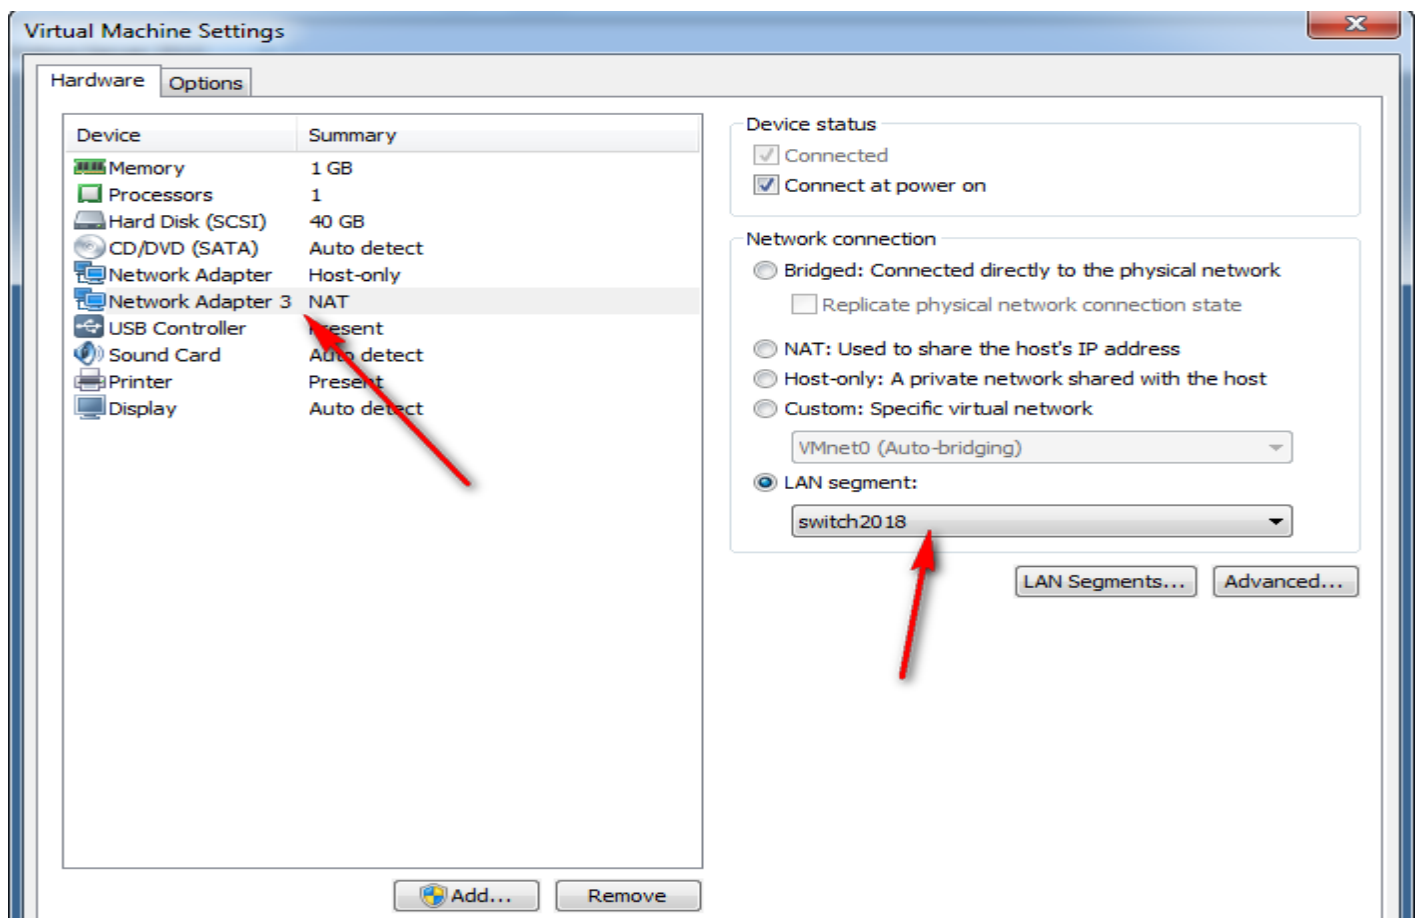 Virtual Machine Settings
Hardware Options
Device Summary
Memory 1 GB
Processors 1
Hard Disk (SCSI) 40 GB
CD/DVD (SATA) Auto detect
Network Adapter Host-only
Network Adapter 3 NAT
USB Controller Present
Sound Card Auto detect
Printer Present
Display Auto detect
Add... Remove
Device status
Connected
Connect at power on
Network connection
Bridged: Connected directly to the physical network
Replicate physical network connection state
NAT: Used to share the host's IP address
Host-only: A private network shared with the host
Custom: Specific virtual network
VMnet0 (Auto-bridging)
LAN segment:
switch2018
LAN Segments... Advanced...